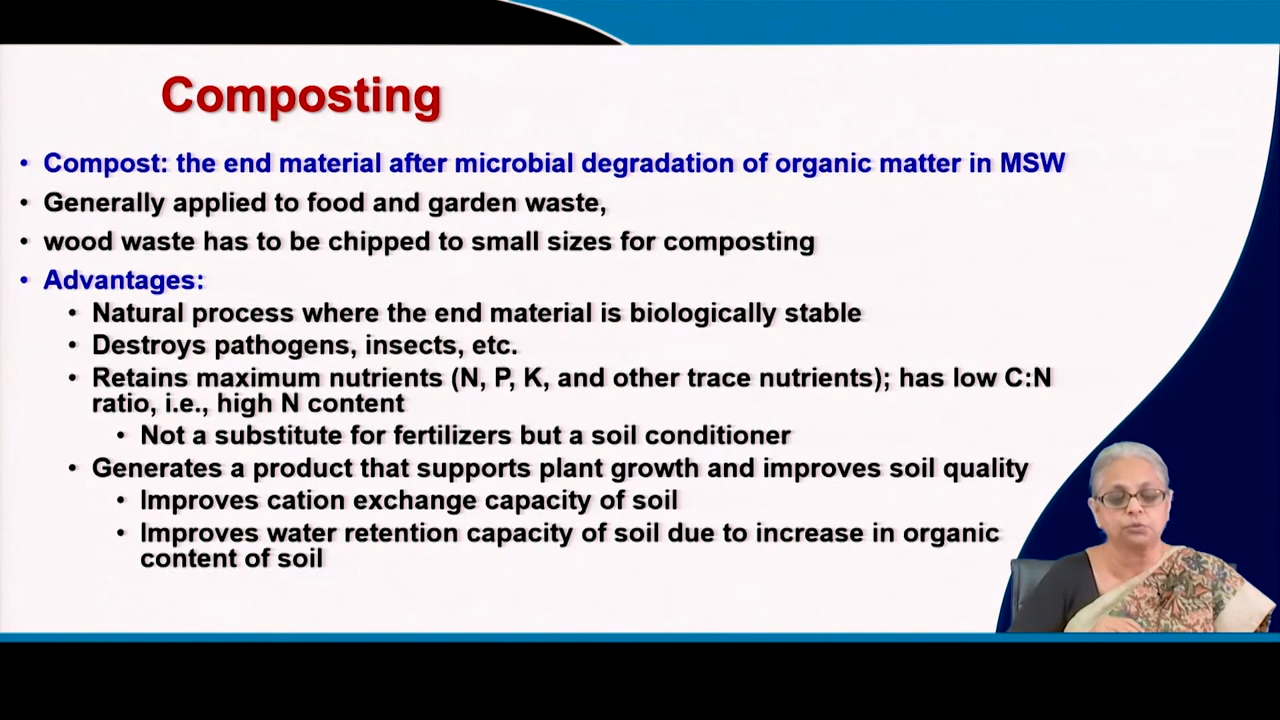 Composting
• Compost: the end material after microbial degradation of organic matter in MSW
• Generally applied to food and garden waste,
• wood waste has to be chipped to small sizes for composting
• Advantages:
• Natural process where the end material is biologically stable
• Destroys pathogens, insects, etc.
• Retains maximum nutrients (N, P, K, and other trace nutrients); has low C:N
ratio, i.e., high N content
• Not a substitute for fertilizers but a soil conditioner
• Generates a product that supports plant growth and improves soil quality
• Improves cation exchange capacity of soil
• Improves water retention capacity of soil due to increase in organic
content of soil